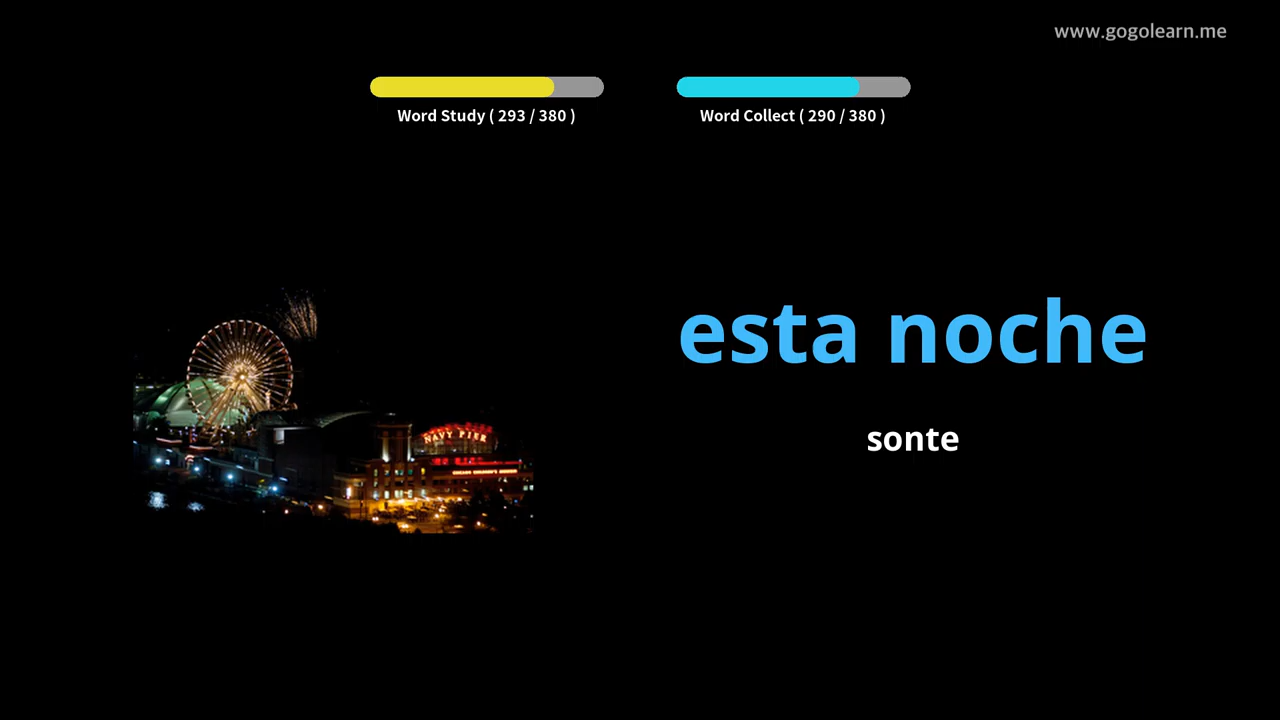 www.gogolearn.me
Word Study ( 293 / 380 )
Word Collect ( 290 / 380 )
esta noche
sonte
NAVY PIER